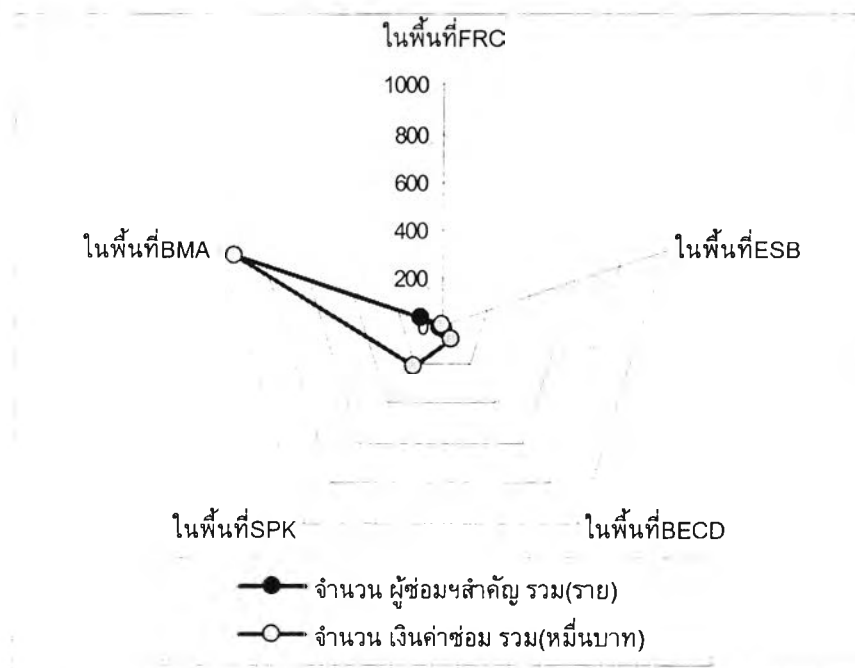 ในพื้นที่FRC
1000
800
600
400
200
0
ในพื้นที่BMA
ในพื้นที่ESB
ในพื้นที่SPK
ในพื้นที่BECD
จำนวน ผู้ซ่อมฯสำคัญ รวม(ราย)
จำนวน เงินค่าซ่อม รวม(หมื่นบาท)